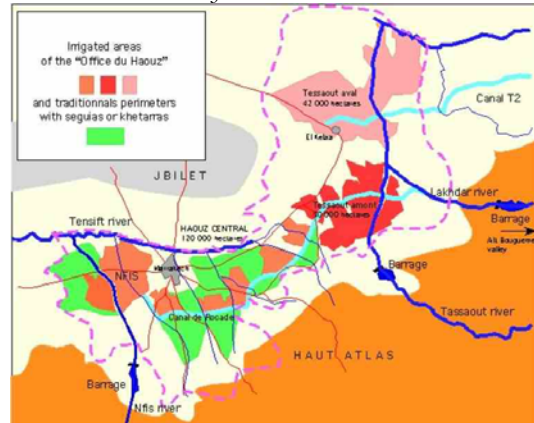 Irrigated areas
of the "Office du Haouz"
and traditionnals perimeters
with seguias or khetarras
Tessaout aval
42 000 hectares
Canal T2
El Kelaa
JBILET
Tessaout amont
Lakhdar river
Barrage
Tensift river
HAOUZ CENTRAL
120 000 hectares
Barrage
valley
NFIS
Marrakech
Tassaout river
Canal de Rocade
HAUT ATLAS
Barrage
Nfis river